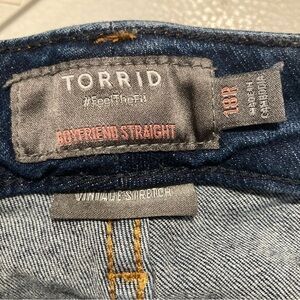 TORRID
#FeelTheFit
BOYFRIEND STRAIGHT
18R
MADE IN
CAMBODIA
VINTAGE STRETCH